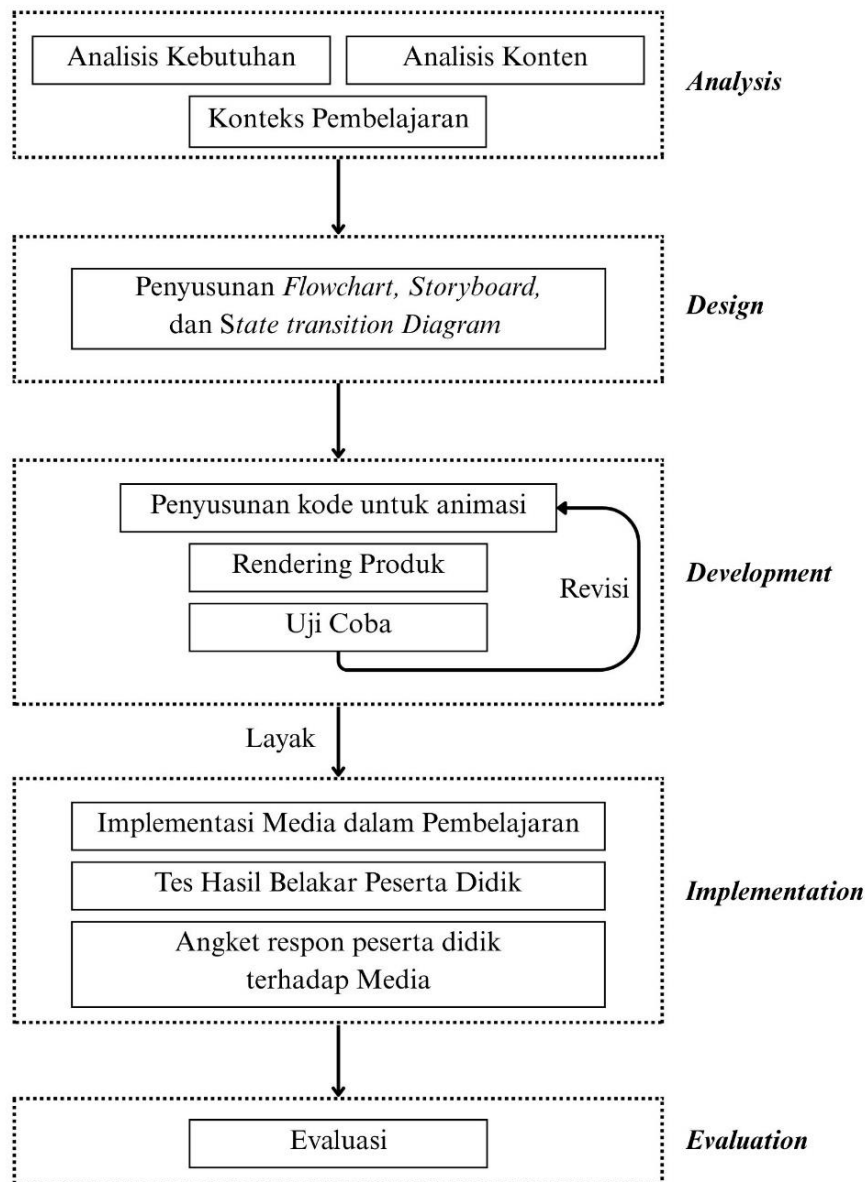 Analisis Kebutuhan
Analisis Konten
Konteks Pembelajaran
Analysis
Penyusunan Flowchart, Storyboard,
dan State transition Diagram
Design
Penyusunan kode untuk animasi
Rendering Produk
Uji Coba
Revisi
Development
Layak
Implementasi Media dalam Pembelajaran
Tes Hasil Belakar Peserta Didik
Angket respon peserta didik
terhadap Media
Implementation
Evaluasi
Evaluation